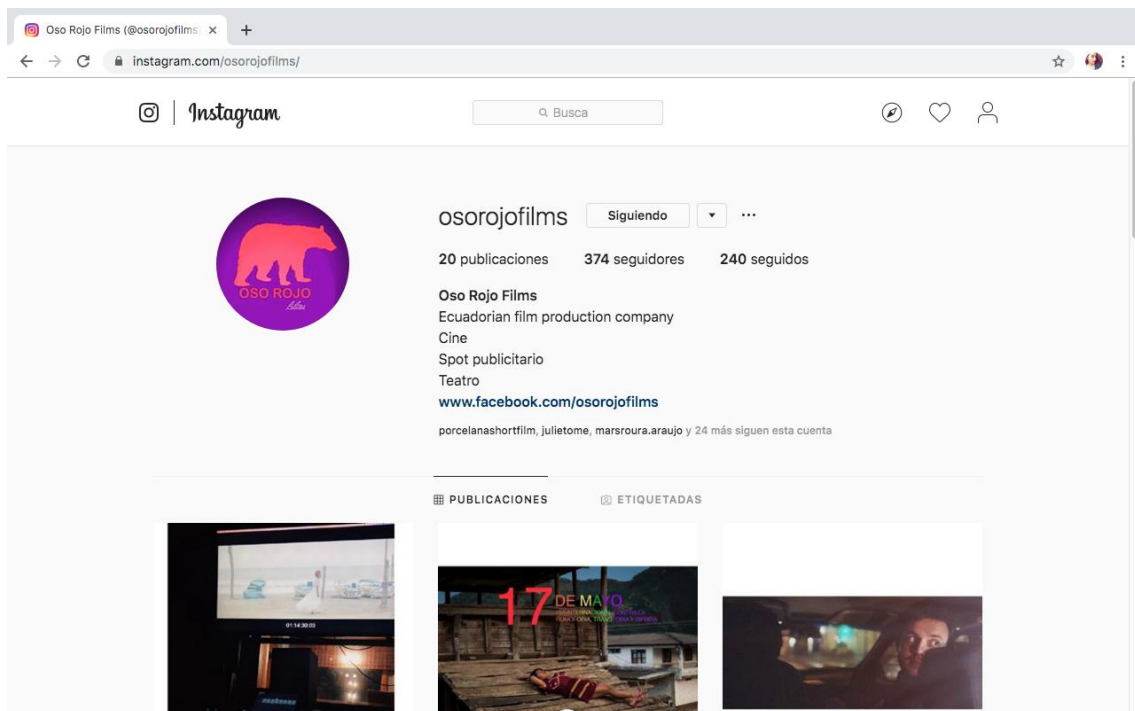 Oso Rojo Films (@osorojofilms)
instagram.com/osorojofilms/
Instagram
Busca
osorojofilms Siguiendo
20 publicaciones 374 seguidores 240 seguidos
OSO ROJO
films
Oso Rojo Films
Ecuadorian film production company
Cine
Spot publicitario
Teatro
www.facebook.com/osorojofilms
porcelanashortfilm, julietome, marsroura.araujo y 24 más siguen esta cuenta
PUBLICACIONES ETIQUETADAS
01:14:30:03
17 DE MAYO